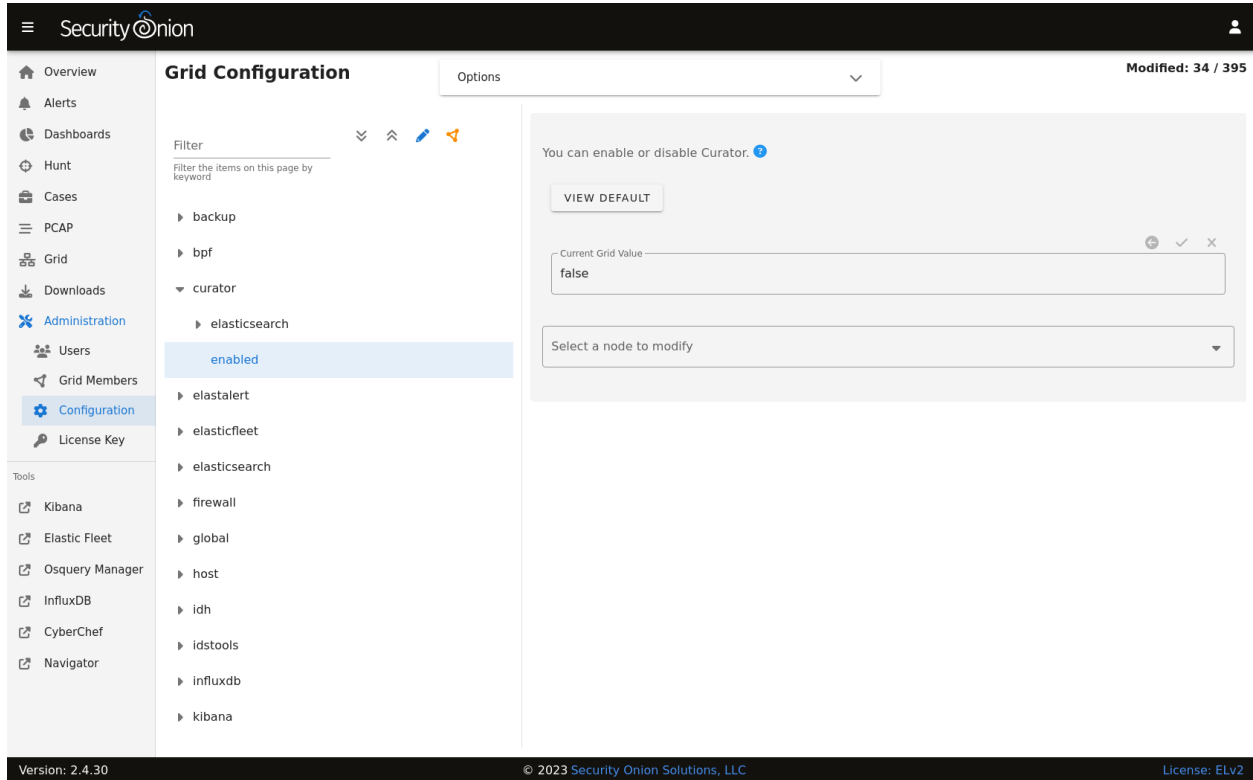 Security Onion
Overview
Alerts
Dashboards
Hunt
Cases
PCAP
Grid
Downloads
Administration
Users
Grid Members
Configuration
License Key
Tools
Kibana
Elastic Fleet
Osquery Manager
InfluxDB
CyberChef
Navigator
Grid Configuration
Options
Modified: 34 / 395
Filter
Filter the items on this page by
keyword
backup
bpf
curator
elasticsearch
enabled
elastalert
elasticfleet
elasticsearch
firewall
global
host
idh
idstools
influxdb
kibana
You can enable or disable Curator. ?
VIEW DEFAULT
Current Grid Value
false
Select a node to modify
Version: 2.4.30
© 2023 Security Onion Solutions, LLC
License: ELv2